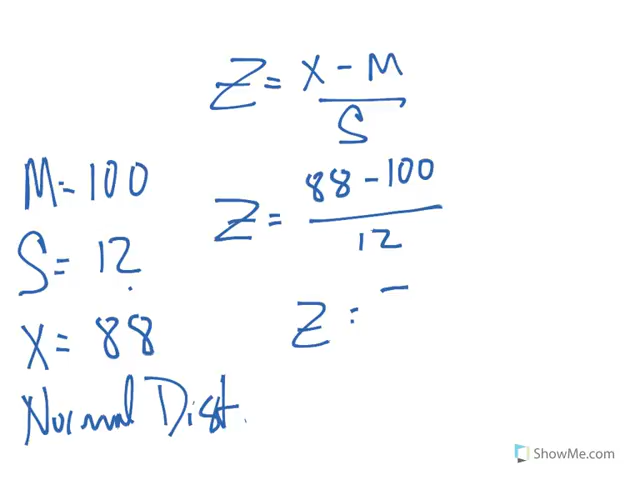 Z = X - M / S
M = 100
Z = 88 - 100 / 12
S = 12
Z = -
X = 88
Normal Dist.
ShowMe.com